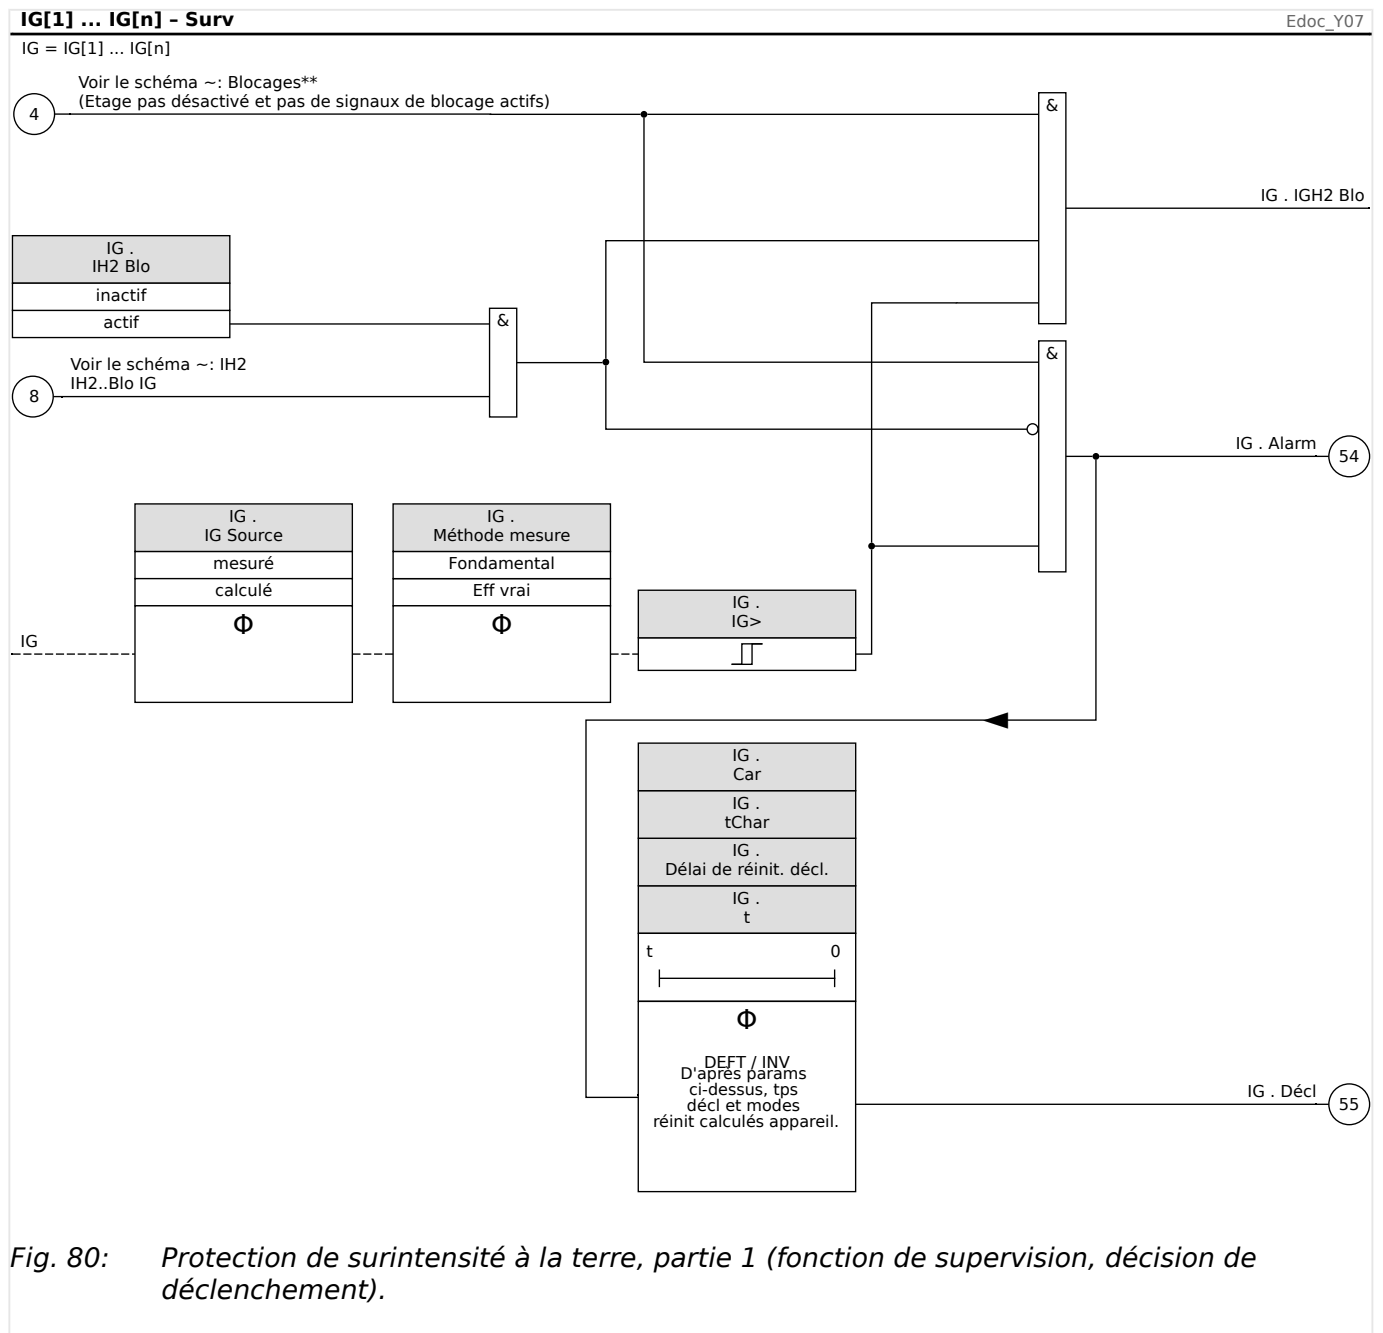 IG[1] ... IG[n] – Surv
Edoc_Y07
IG = IG[1] ... IG[n]
Voir le schéma ~: Blocages**
(Etage pas désactivé et pas de signaux de blocage actifs)
4
&
IG . IGH2 Blo
IG .
IH2 Blo
inactif
actif
&
&
Voir le schéma ~: IH2
IH2..Blo IG
8
IG . Alarm
54
IG .
IG Source
mesuré
calculé
Φ
IG .
Méthode mesure
Fondamental
Eff vrai
Φ
IG .
IG>
IG
IG .
Car
IG .
tChar
IG .
Délai de réinit. décl.
IG .
t
t
0
Φ
DEFT / INV
D'après params
ci-dessus, tps
décl et modes
réinit calculés appareil.
IG . Décl
55
Fig. 80: Protection de surintensité à la terre, partie 1 (fonction de supervision, décision de
déclenchement).